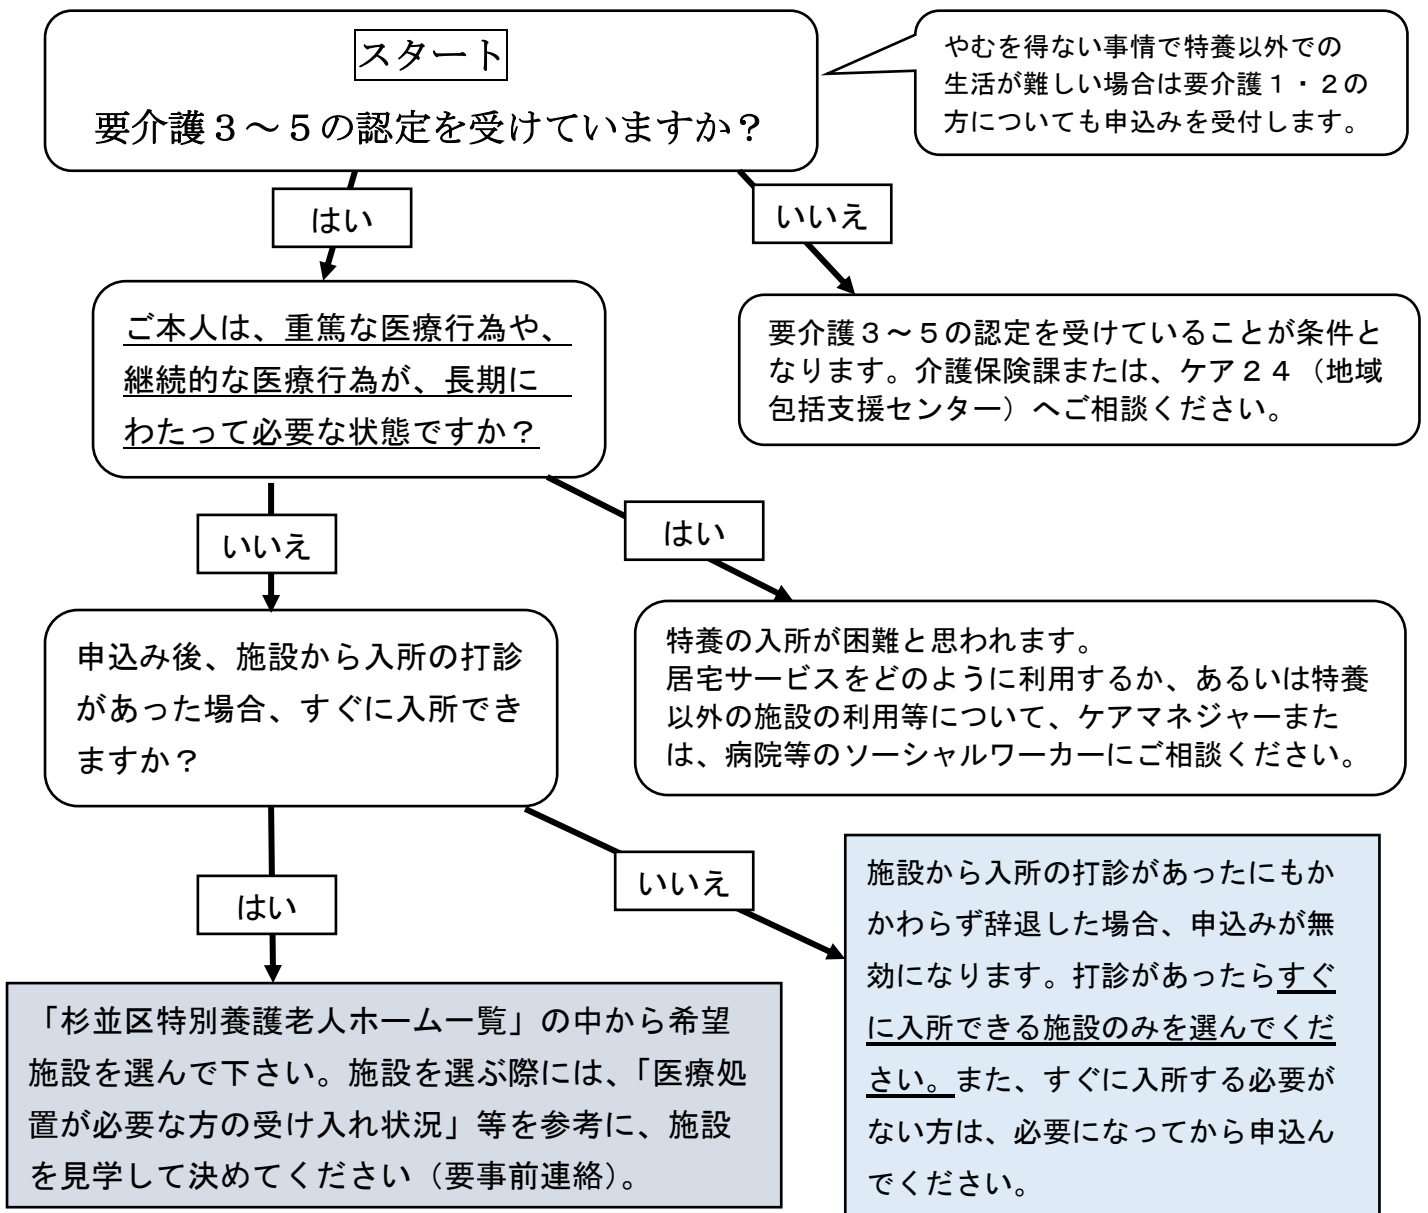 スタート
要介護３～５の認定を受けていますか？
やむを得ない事情で特養以外での
生活が難しい場合は要介護１・２の
方についても申込みを受付します。
はい
いいえ
ご本人は、重篤な医療行為や、
継続的な医療行為が、長期に
わたって必要な状態ですか？
要介護３～５の認定を受けていることが条件と
なります。介護保険課または、ケア２４（地域
包括支援センター）へご相談ください。
いいえ
はい
申込み後、施設から入所の打診
があった場合、すぐに入所でき
ますか？
特養の入所が困難と思われます。
居宅サービスをどのように利用するか、あるいは特養
以外の施設の利用等について、ケアマネジャーまた
は、病院等のソーシャルワーカーにご相談ください。
はい
いいえ
「杉並区特別養護老人ホーム一覧」の中から希望
施設を選んで下さい。施設を選ぶ際には、「医療処
置が必要な方の受け入れ状況」等を参考に、施設
を見学して決めてください（要事前連絡）。
施設から入所の打診があったにもか
かわらず辞退した場合、申込みが無
効になります。打診があったらすぐ
に入所できる施設のみを選んでくだ
さい。また、すぐに入所する必要が
ない方は、必要になってから申込ん
でください。